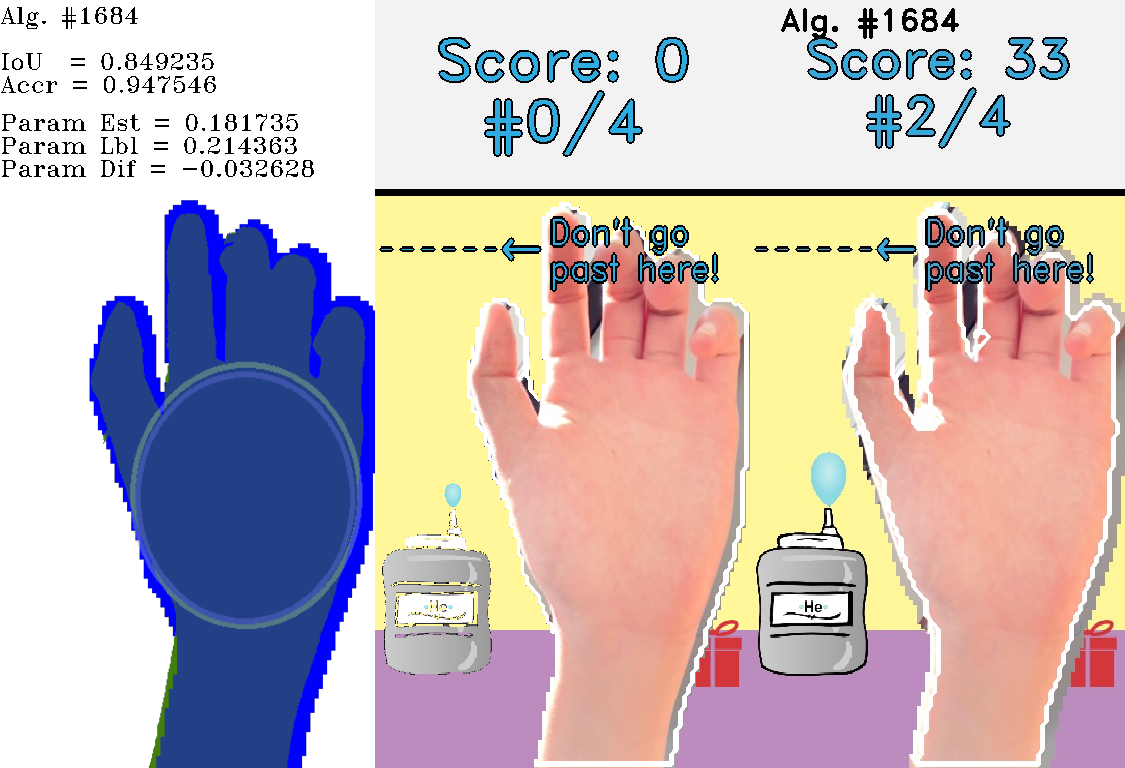 Alg. #1684
IoU = 0.849235
Accr = 0.947546
Param Est = 0.181735
Param Lbl = 0.214363
Param Dif = −0.032628
Score: 0
#0/4
Don't go
past here!
He
Alg. #1684
Score: 33
#2/4
Don't go
past here!
He